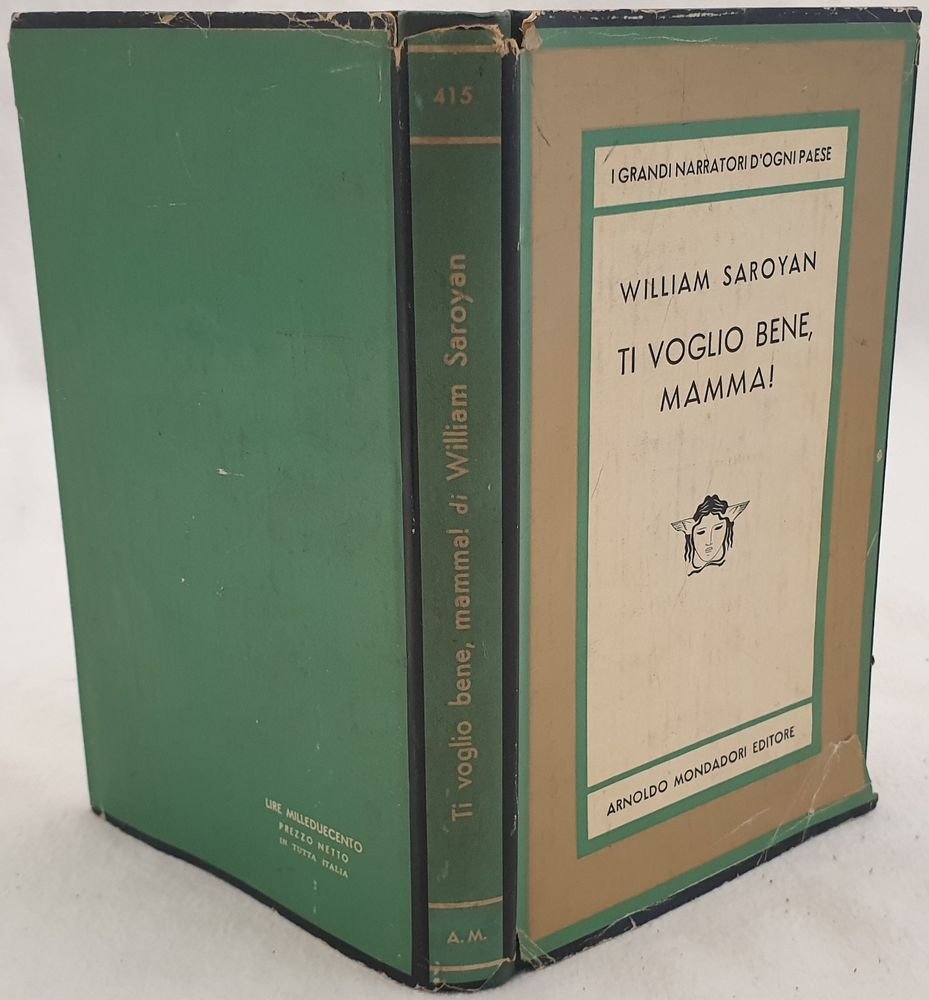 I GRANDI NARRATORI D'OGNI PAESE
WILLIAM SAROYAN
TI VOGLIO BENE,
MAMMA!
ARNOLDO MONDADORI EDITORE
415
Ti voglio bene, mamma! di William Saroyan
A. M.
LIRE MILLEDUECENTO
PREZZO NETTO
IN TUTTA ITALIA